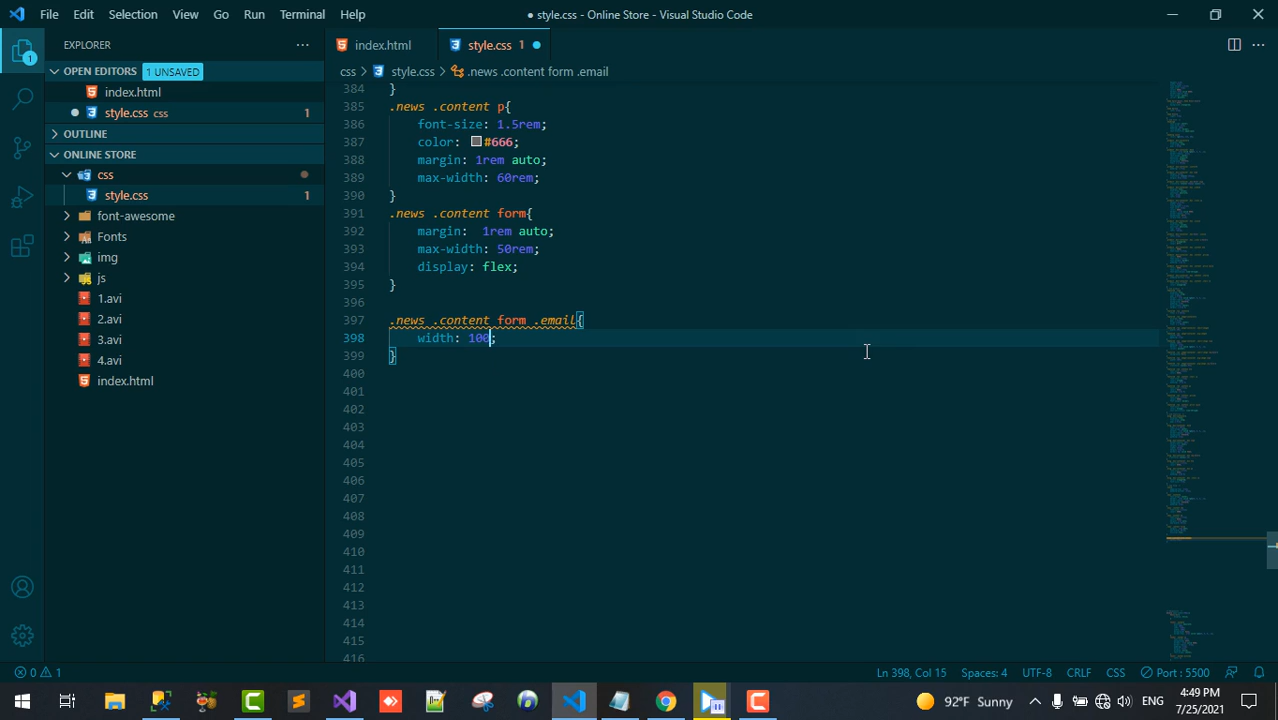 File Edit Selection View Go Run Terminal Help
● style.css - Online Store - Visual Studio Code
EXPLORER ···
index.html
style.css 1
1
OPEN EDITORS 1 UNSAVED
css > style.css > .news .content form .email
index.html
style.css css 1
OUTLINE
ONLINE STORE
css
style.css 1
font-awesome
Fonts
img
js
1.avi
2.avi
3.avi
4.avi
index.html
384 }
385 .news .content p{
386 font-size: 1.5rem;
387 color: #666;
388 margin: 1rem auto;
389 max-width: 60rem;
390 }
391 .news .content form{
392 margin:  1rem auto;
393 max-width: 50rem;
394 display: flex;
395 }
396
397 .news .content form .email{
398 width: 100;
399 }
400
401
402
403
404
405
406
407
408
409
410
411
412
413
414
415
416
0 1
Ln 398, Col 15 Spaces: 4 UTF-8 CRLF CSS Port : 5500
92°F Sunny ENG 4:49 PM
7/25/2021